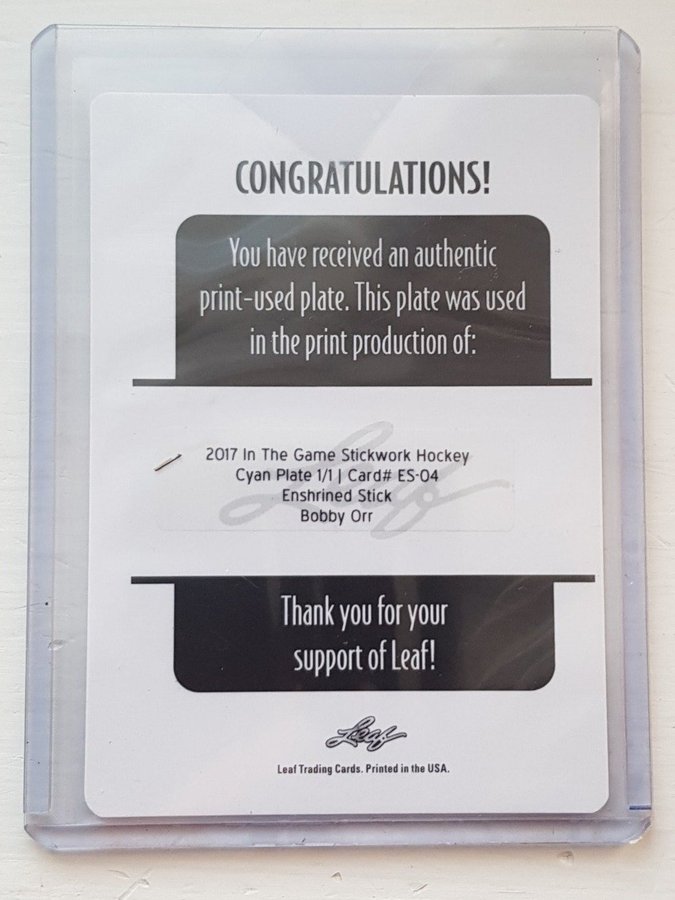 CONGRATULATIONS!
You have received an authentic
print-used plate. This plate was used
in the print production of:
2017 In The Game Stickwork Hockey
Cyan Plate 1/1 | Card# ES-04
Enshrined Stick
Bobby Orr
Leaf
Thank you for your
support of Leaf!
Leaf
Leaf Trading Cards. Printed in the USA.